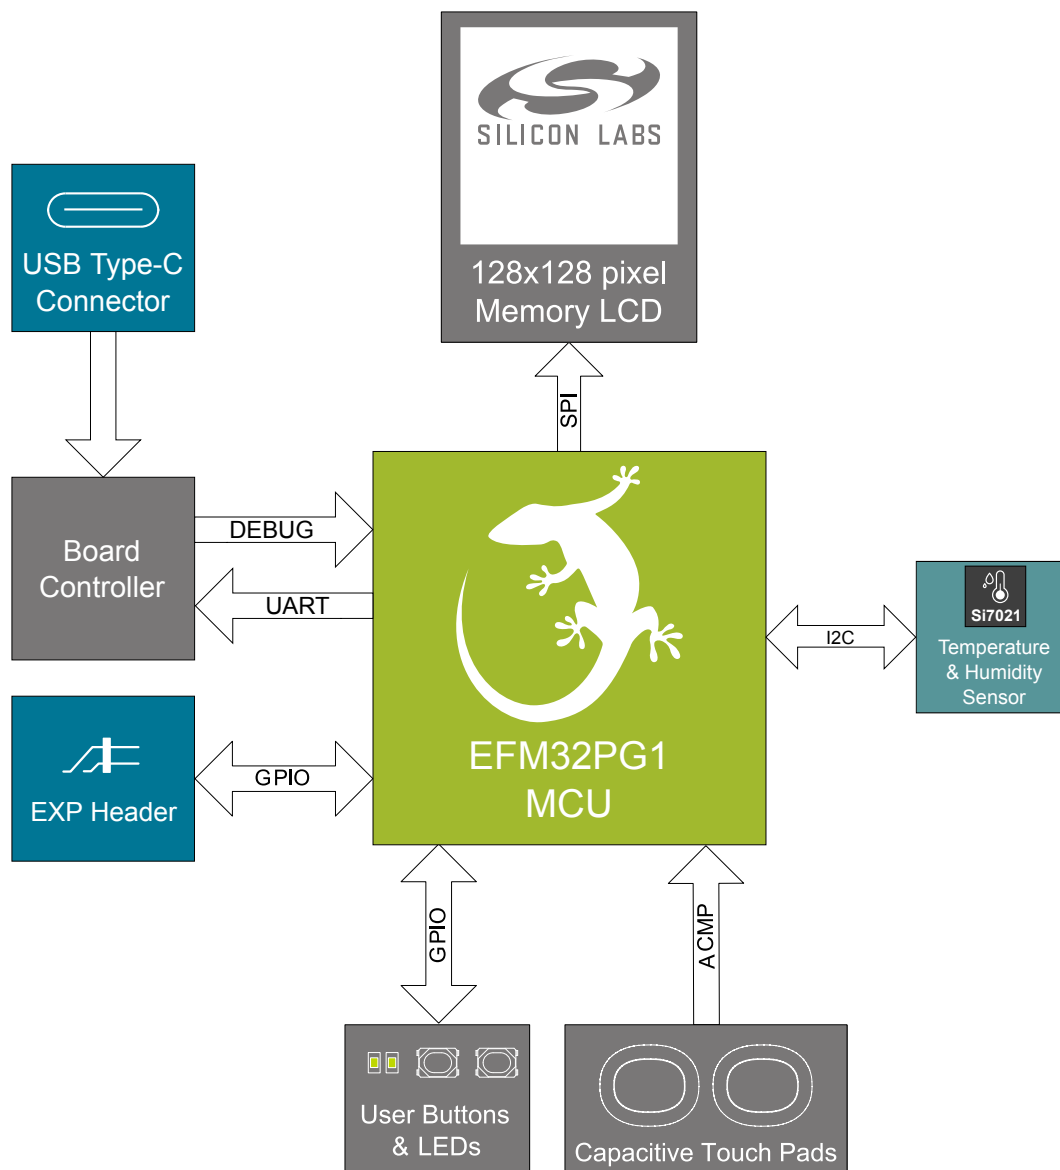 SILICON LABS
128x128 pixel
Memory LCD
USB Type-C
Connector
SPI
Board
Controller
DEBUG
UART
EFM32PG1
MCU
I2C
Si7021
Temperature
& Humidity
Sensor
EXP Header
GPIO
GPIO
ACMP
User Buttons
& LEDs
Capacitive Touch Pads